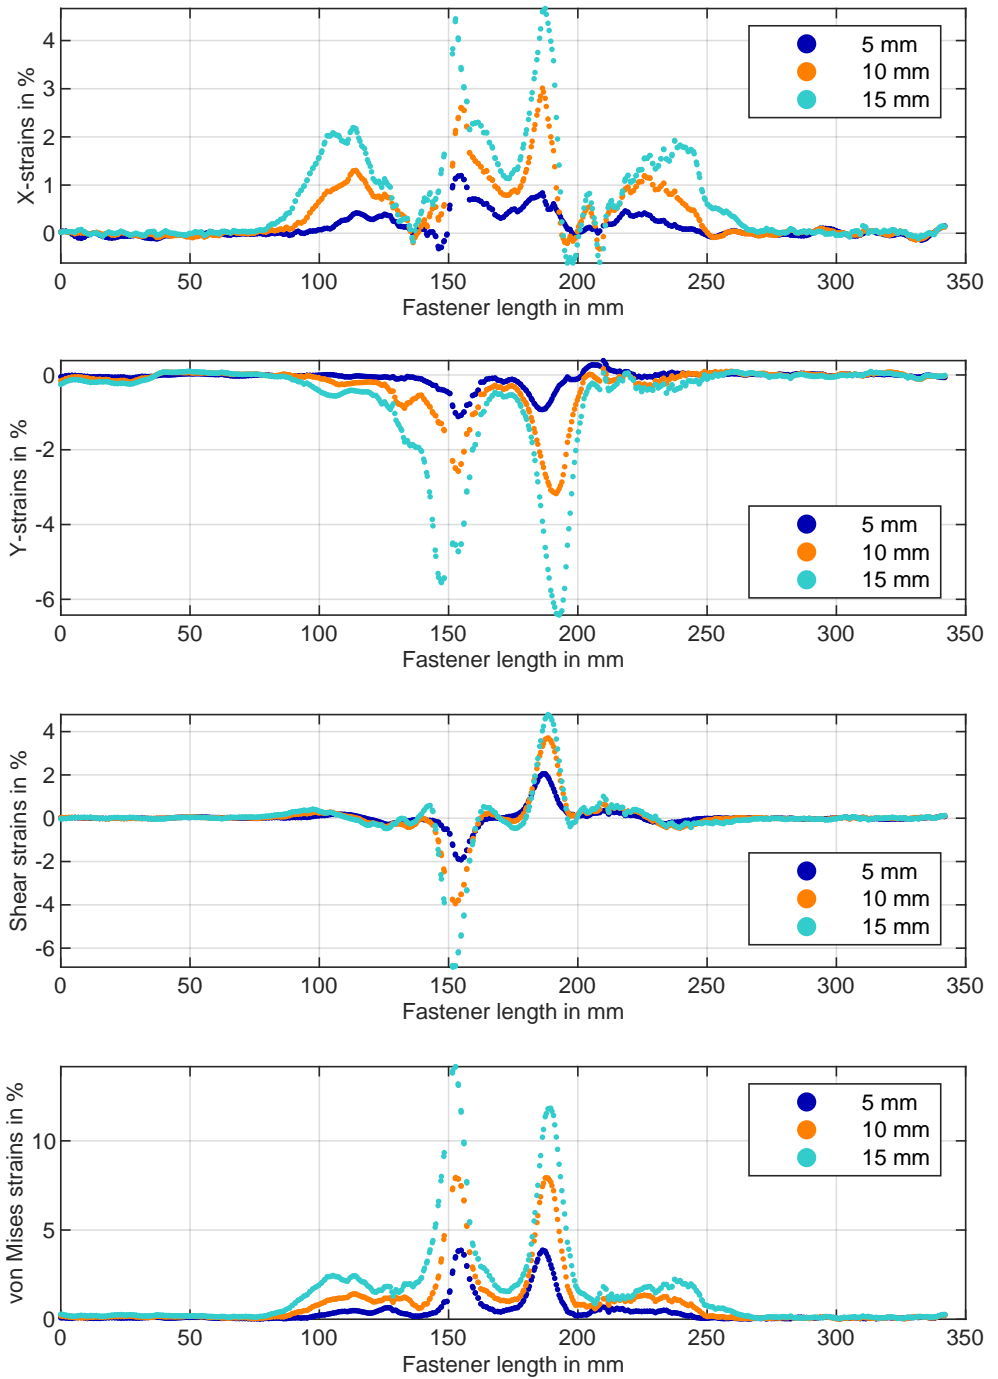 X-strains in %
4
3
2
1
0
5 mm
10 mm
15 mm
0 50 100 150 200 250 300 350
Fastener length in mm
Y-strains in %
0
-2
-4
-6
5 mm
10 mm
15 mm
0 50 100 150 200 250 300 350
Fastener length in mm
Shear strains in %
4
2
0
-2
-4
-6
5 mm
10 mm
15 mm
0 50 100 150 200 250 300 350
Fastener length in mm
von Mises strains in %
10
5
0
5 mm
10 mm
15 mm
0 50 100 150 200 250 300 350
Fastener length in mm